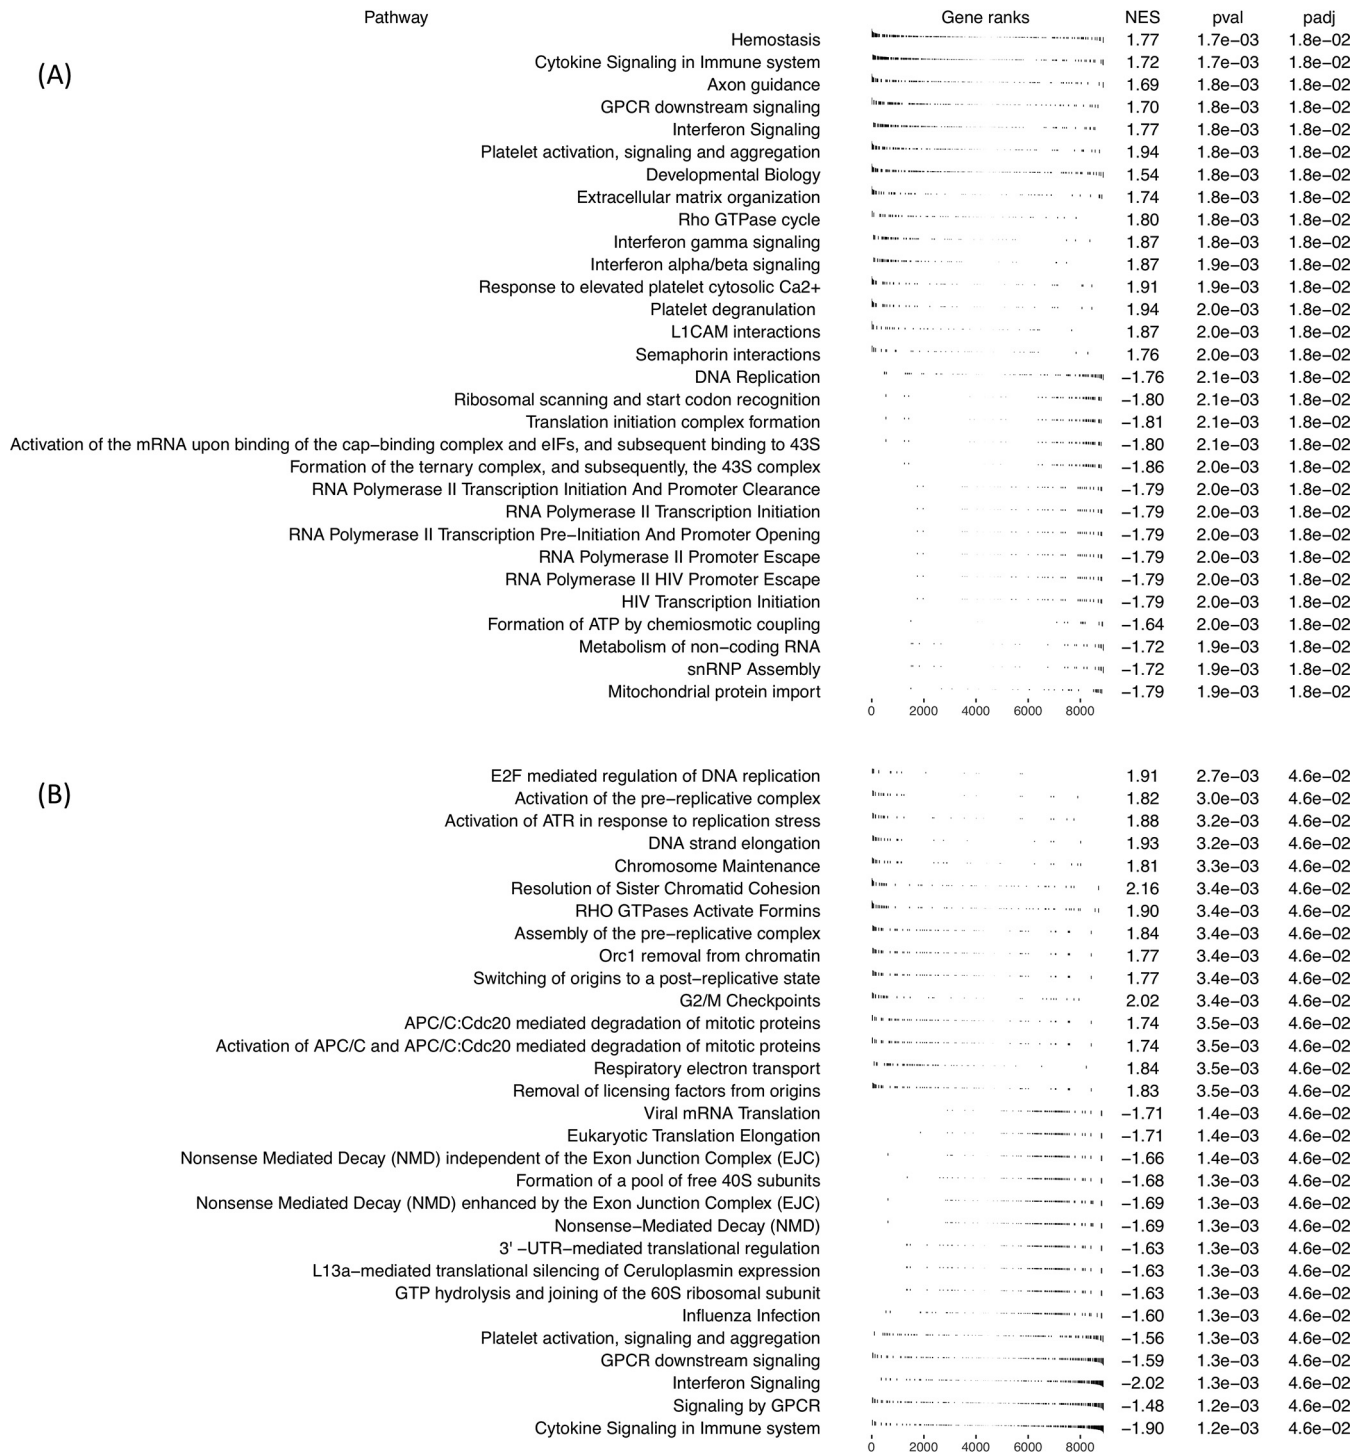 Pathway Gene ranks NES pval padj
(A)
Hemostasis 1.77 1.7e−03 1.8e−02
Cytokine Signaling in Immune system 1.72 1.7e−03 1.8e−02
Axon guidance 1.69 1.8e−03 1.8e−02
GPCR downstream signaling 1.70 1.8e−03 1.8e−02
Interferon Signaling 1.77 1.8e−03 1.8e−02
Platelet activation, signaling and aggregation 1.94 1.8e−03 1.8e−02
Developmental Biology 1.54 1.8e−03 1.8e−02
Extracellular matrix organization 1.74 1.8e−03 1.8e−02
Rho GTPase cycle 1.80 1.8e−03 1.8e−02
Interferon gamma signaling 1.87 1.8e−03 1.8e−02
Interferon alpha/beta signaling 1.87 1.9e−03 1.8e−02
Response to elevated platelet cytosolic Ca2+ 1.91 1.9e−03 1.8e−02
Platelet degranulation 1.94 2.0e−03 1.8e−02
L1CAM interactions 1.87 2.0e−03 1.8e−02
Semaphorin interactions 1.76 2.0e−03 1.8e−02
DNA Replication −1.76 2.1e−03 1.8e−02
Ribosomal scanning and start codon recognition −1.80 2.1e−03 1.8e−02
Translation initiation complex formation −1.81 2.1e−03 1.8e−02
Activation of the mRNA upon binding of the cap−binding complex and eIFs, and subsequent binding to 43S −1.80 2.1e−03 1.8e−02
Formation of the ternary complex, and subsequently, the 43S complex −1.86 2.0e−03 1.8e−02
RNA Polymerase II Transcription Initiation And Promoter Clearance −1.79 2.0e−03 1.8e−02
RNA Polymerase II Transcription Initiation −1.79 2.0e−03 1.8e−02
RNA Polymerase II Transcription Pre−Initiation And Promoter Opening −1.79 2.0e−03 1.8e−02
RNA Polymerase II Promoter Escape −1.79 2.0e−03 1.8e−02
RNA Polymerase II HIV Promoter Escape −1.79 2.0e−03 1.8e−02
HIV Transcription Initiation −1.79 2.0e−03 1.8e−02
Formation of ATP by chemiosmotic coupling −1.64 2.0e−03 1.8e−02
Metabolism of non−coding RNA −1.72 1.9e−03 1.8e−02
snRNP Assembly −1.72 1.9e−03 1.8e−02
Mitochondrial protein import −1.79 1.9e−03 1.8e−02
0 2000 4000 6000 8000
(B)
E2F mediated regulation of DNA replication 1.91 2.7e−03 4.6e−02
Activation of the pre−replicative complex 1.82 3.0e−03 4.6e−02
Activation of ATR in response to replication stress 1.88 3.2e−03 4.6e−02
DNA strand elongation 1.93 3.2e−03 4.6e−02
Chromosome Maintenance 1.81 3.3e−03 4.6e−02
Resolution of Sister Chromatid Cohesion 2.16 3.4e−03 4.6e−02
RHO GTPases Activate Formins 1.90 3.4e−03 4.6e−02
Assembly of the pre−replicative complex 1.84 3.4e−03 4.6e−02
Orc1 removal from chromatin 1.77 3.4e−03 4.6e−02
Switching of origins to a post−replicative state 1.77 3.4e−03 4.6e−02
G2/M Checkpoints 2.02 3.4e−03 4.6e−02
APC/C:Cdc20 mediated degradation of mitotic proteins 1.74 3.5e−03 4.6e−02
Activation of APC/C and APC/C:Cdc20 mediated degradation of mitotic proteins 1.74 3.5e−03 4.6e−02
Respiratory electron transport 1.84 3.5e−03 4.6e−02
Removal of licensing factors from origins 1.83 3.5e−03 4.6e−02
Viral mRNA Translation −1.71 1.4e−03 4.6e−02
Eukaryotic Translation Elongation −1.71 1.4e−03 4.6e−02
Nonsense Mediated Decay (NMD) independent of the Exon Junction Complex (EJC) −1.66 1.4e−03 4.6e−02
Formation of a pool of free 40S subunits −1.68 1.3e−03 4.6e−02
Nonsense Mediated Decay (NMD) enhanced by the Exon Junction Complex (EJC) −1.69 1.3e−03 4.6e−02
Nonsense−Mediated Decay (NMD) −1.69 1.3e−03 4.6e−02
3' −UTR−mediated translational regulation −1.63 1.3e−03 4.6e−02
L13a−mediated translational silencing of Ceruloplasmin expression −1.63 1.3e−03 4.6e−02
GTP hydrolysis and joining of the 60S ribosomal subunit −1.63 1.3e−03 4.6e−02
Influenza Infection −1.60 1.3e−03 4.6e−02
Platelet activation, signaling and aggregation −1.56 1.3e−03 4.6e−02
GPCR downstream signaling −1.59 1.3e−03 4.6e−02
Interferon Signaling −2.02 1.3e−03 4.6e−02
Signaling by GPCR −1.48 1.2e−03 4.6e−02
Cytokine Signaling in Immune system −1.90 1.2e−03 4.6e−02
0 2000 4000 6000 8000